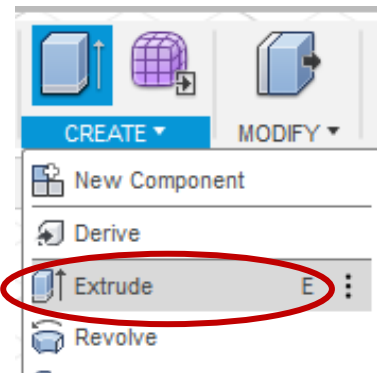 CREATE ▼ MODIFY ▼
New Component
Derive
Extrude E
Revolve